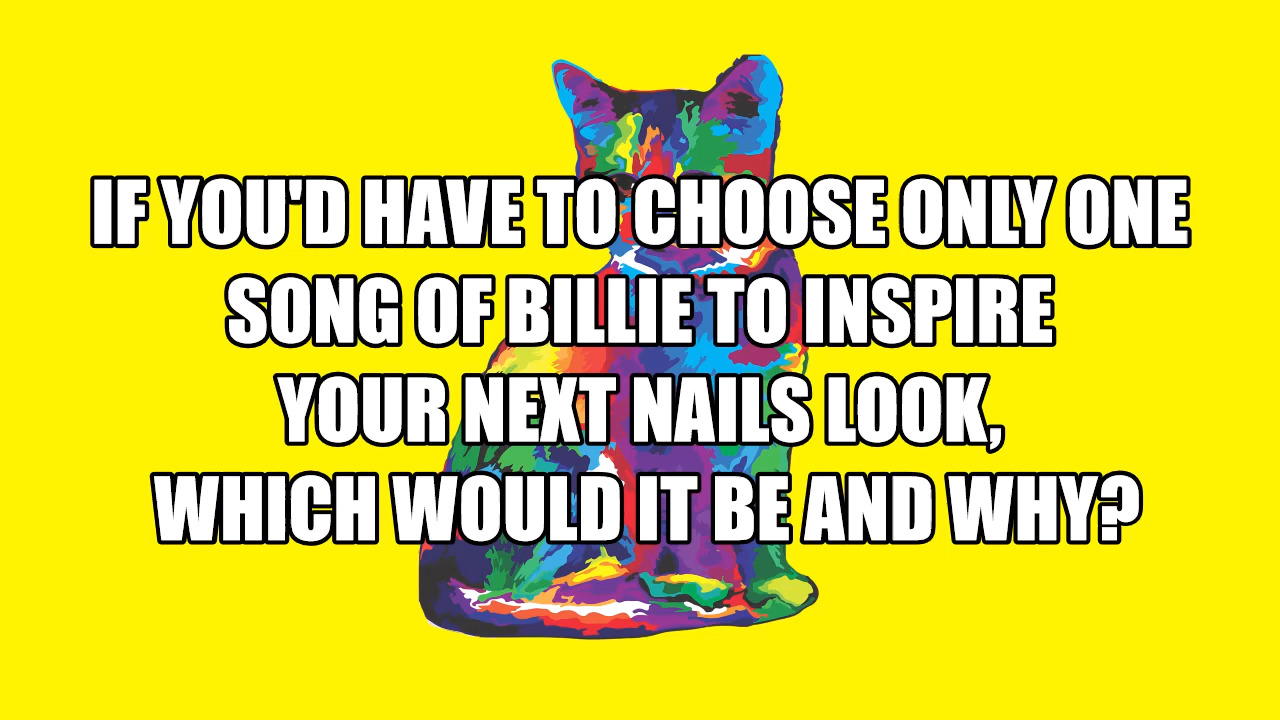 IF YOU'D HAVE TO CHOOSE ONLY ONE
SONG OF BILLIE TO INSPIRE
YOUR NEXT NAILS LOOK,
WHICH WOULD IT BE AND WHY?